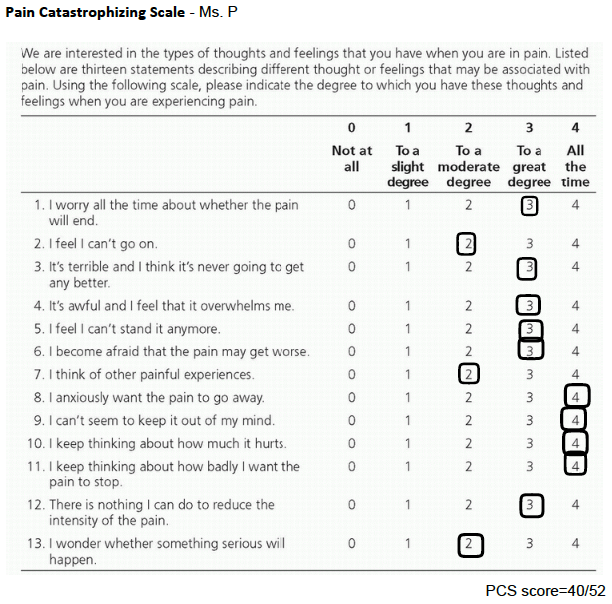 Pain Catastrophizing Scale - Ms. P
We are interested in the types of thoughts and feelings that you have when you are in pain. Listed
below are thirteen statements describing different thought or feelings that may be associated with
pain. Using the following scale, please indicate the degree to which you have these thoughts and
feelings when you are experiencing pain.
0 1 2 3 4
Not at To a To a To a All
all slight moderate great the
degree degree degree time
1. I worry all the time about whether the pain 0 1 2 3 4
will end.
2. I feel I can't go on. 0 1 2 3 4
3. It's terrible and I think it's never going to get 0 1 2 3 4
any better.
4. It's awful and I feel that it overwhelms me. 0 1 2 3 4
5. I feel I can't stand it anymore. 0 1 2 3 4
6. I become afraid that the pain may get worse. 0 1 2 3 4
7. I think of other painful experiences. 0 1 2 3 4
8. I anxiously want the pain to go away. 0 1 2 3 4
9. I can't seem to keep it out of my mind. 0 1 2 3 4
10. I keep thinking about how much it hurts. 0 1 2 3 4
11. I keep thinking about how badly I want the 0 1 2 3 4
pain to stop.
12. There is nothing I can do to reduce the 0 1 2 3 4
intensity of the pain.
13. I wonder whether something serious will 0 1 2 3 4
happen.
PCS score=40/52